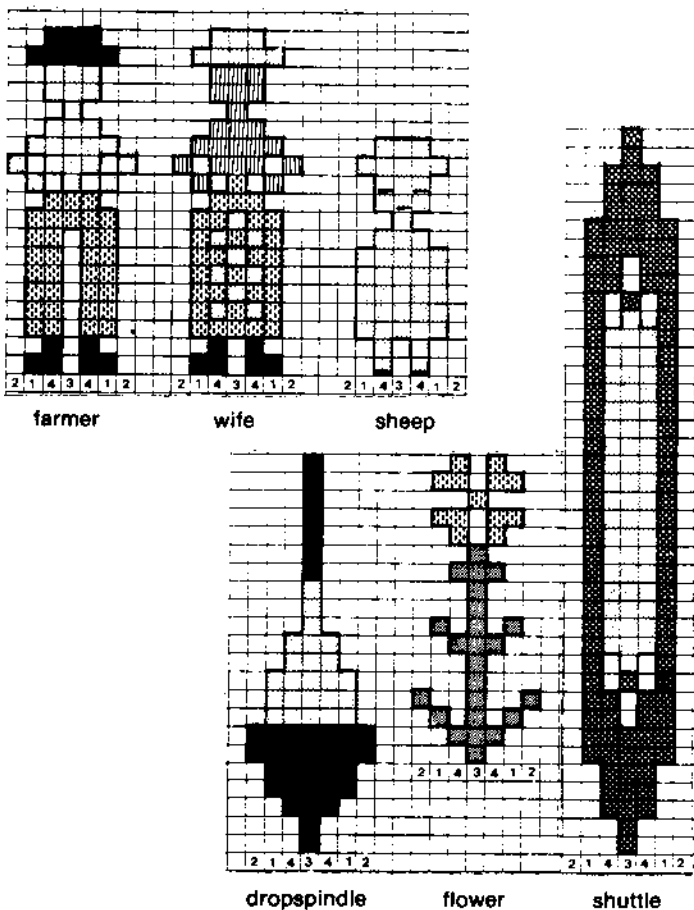 2 1 4 3 4 1 2 2 1 4 3 4 1 2 2 1 4 3 4 1 2
farmer wife sheep
2 1 4 3 4 1 2
2 1 4 3 4 1 2 2 1 4 3 4 1 2
dropspindle flower shuttle